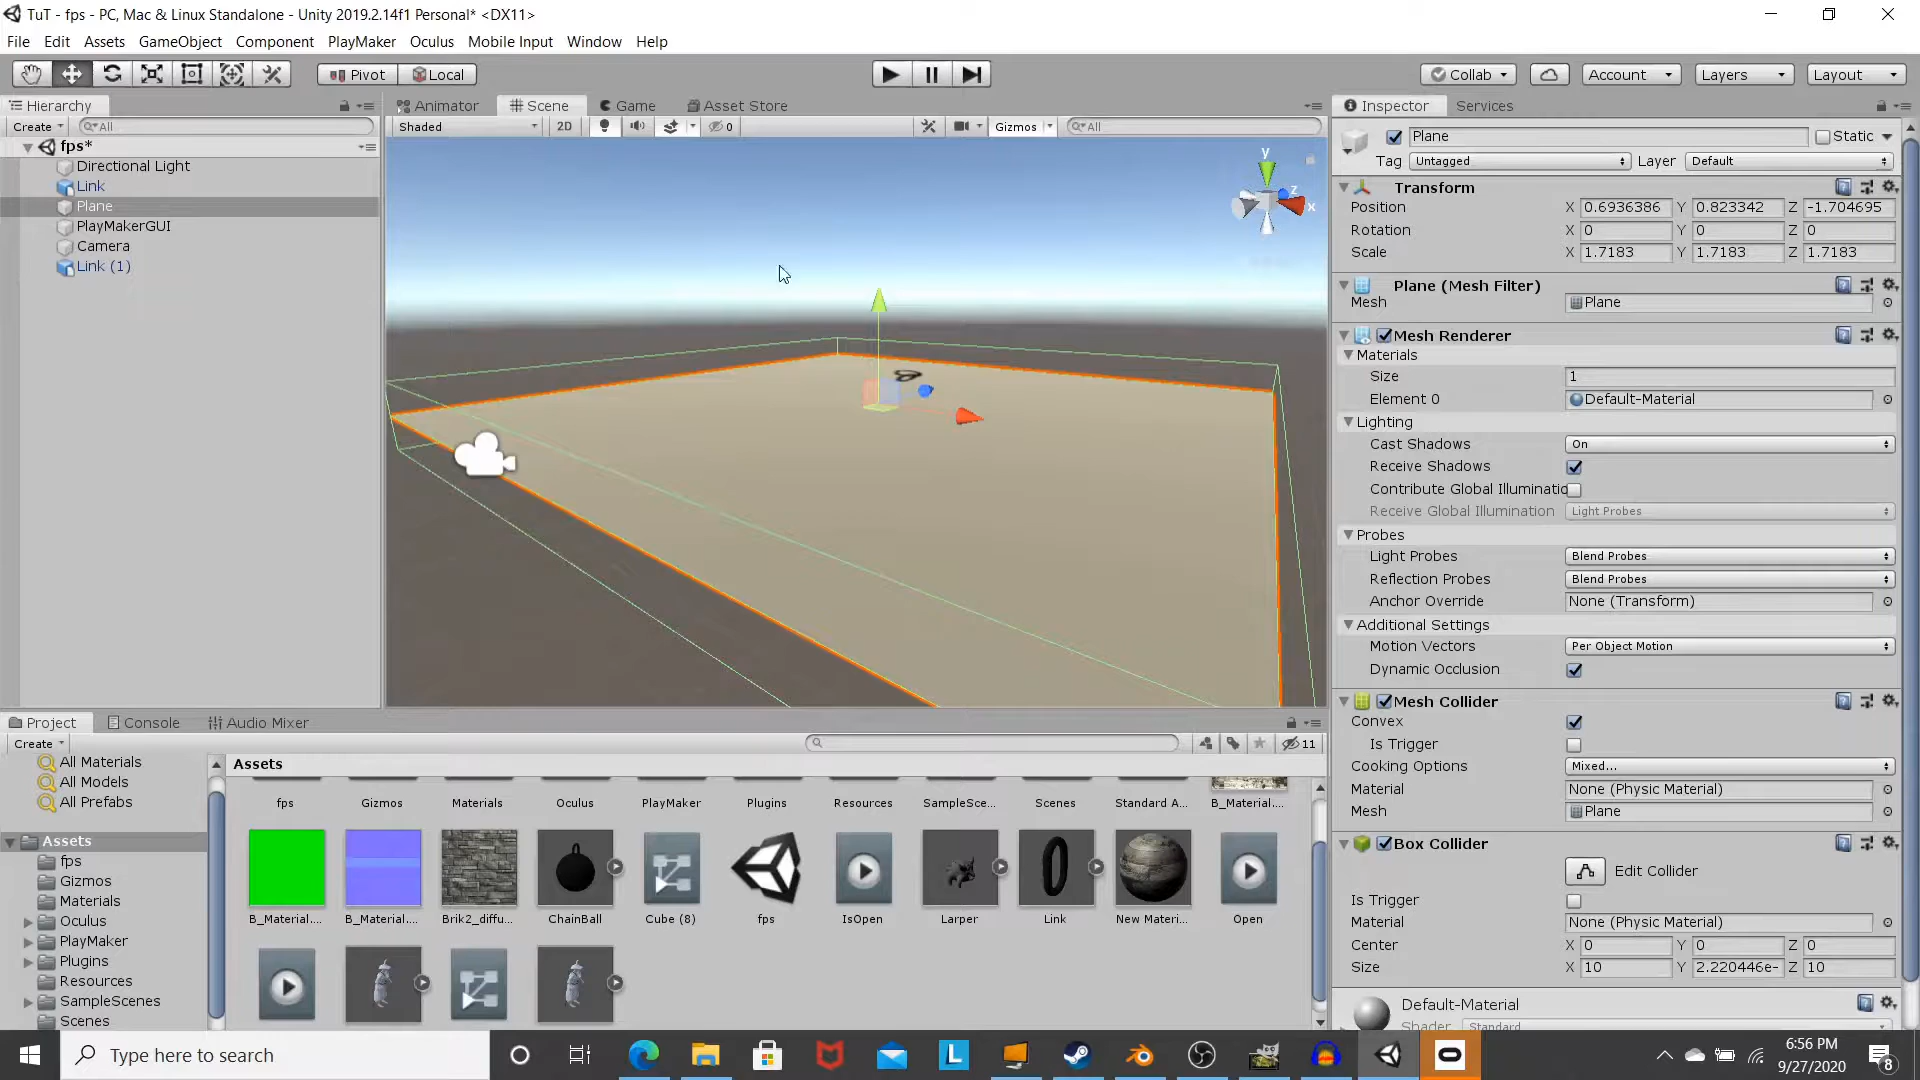 TuT - fps - PC, Mac & Linux Standalone - Unity 2019.2.14f1 Personal* <DX11>
File Edit Assets GameObject Component PlayMaker Oculus Mobile Input Window Help
Pivot Local Collab Account Layers Layout
Hierarchy
Create All
fps*
Directional Light
Link
Plane
PlayMakerGUI
Camera
Link (1)
Animator Scene Game Asset Store
Shaded 2D 0 Gizmos All
y
z
x
Inspector Services
Plane Static
Tag Untagged Layer Default
Transform
Position X 0.6936386 Y 0.823342 Z -1.704695
Rotation X 0 Y 0 Z 0
Scale X 1.7183 Y 1.7183 Z 1.7183
Plane (Mesh Filter)
Mesh Plane
Mesh Renderer
Materials
Size 1
Element 0 Default-Material
Lighting
Cast Shadows On
Receive Shadows
Contribute Global Illuminatio
Receive Global Illumination Light Probes
Probes
Light Probes Blend Probes
Reflection Probes Blend Probes
Anchor Override None (Transform)
Additional Settings
Motion Vectors Per Object Motion
Dynamic Occlusion
Mesh Collider
Convex
Is Trigger
Cooking Options Mixed...
Material None (Physic Material)
Mesh Plane
Box Collider
Edit Collider
Is Trigger
Material None (Physic Material)
Center X 0 Y 0 Z 0
Size X 10 Y 2.220446e- Z 10
Default-Material
Shader Standard
Project Console Audio Mixer
Create 11
All Materials
All Models
All Prefabs
Assets
fps
Gizmos
Materials
Oculus
PlayMaker
Plugins
Resources
SampleScenes
Scenes
Assets
fps Gizmos Materials Oculus PlayMaker Plugins Resources SampleSce... Scenes Standard A... B_Material....
B_Material.... B_Material.... Brik2_diffu... ChainBall Cube (8) fps IsOpen Larper Link New Materi... Open
Type here to search
L
6:56 PM
9/27/2020
8